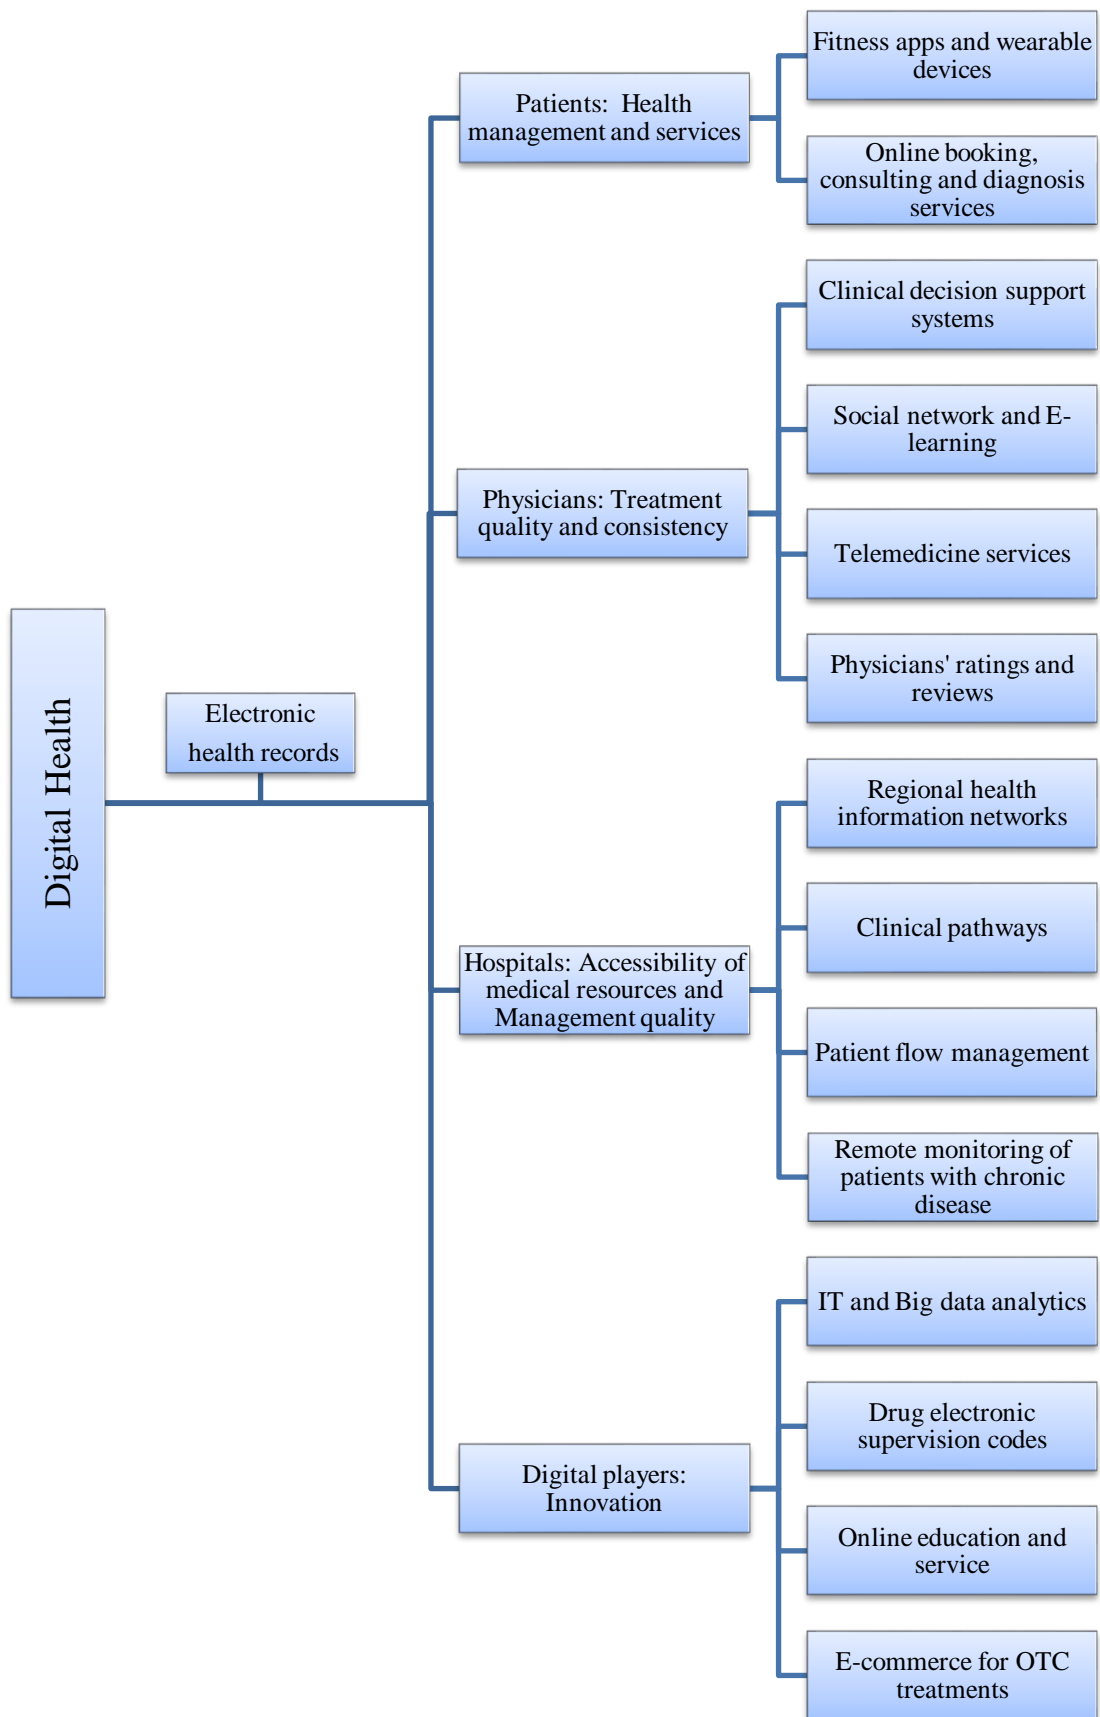 Digital Health
Electronic
health records
Patients: Health
management and services
Fitness apps and wearable
devices
Online booking,
consulting and diagnosis
services
Physicians: Treatment
quality and consistency
Clinical decision support
systems
Social network and E-
learning
Telemedicine services
Physicians' ratings and
reviews
Hospitals: Accessibility of
medical resources and
Management quality
Regional health
information networks
Clinical pathways
Patient flow management
Remote monitoring of
patients with chronic
disease
Digital players:
Innovation
IT and Big data analytics
Drug electronic
supervision codes
Online education and
service
E-commerce for OTC
treatments